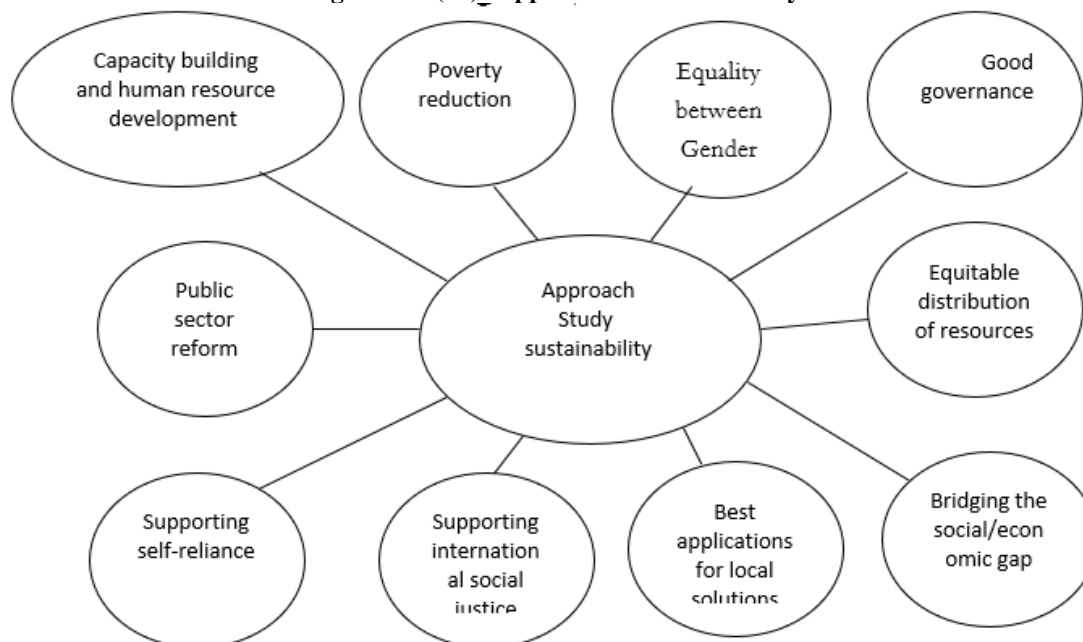 Capacity building
and human resource
development
Poverty
reduction
Equality
between
Gender
Good
governance
Public
sector
reform
Approach
Study
sustainability
Equitable
distribution
of resources
Supporting
self-reliance
Supporting
internation
al social
justice
Best
applications
for local
solutions
Bridging the
social/econ
omic gap